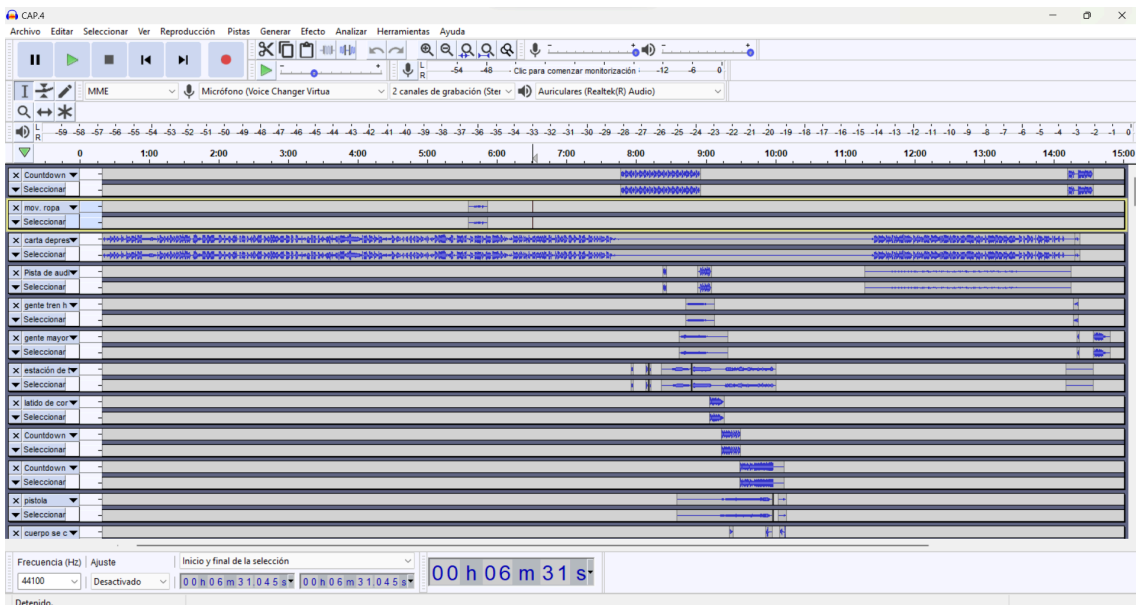 CAP.4
Archivo Editar Seleccionar Ver Reproducción Pistas Generar Efecto Analizar Herramientas Ayuda
L R -54 -48 Clic para comenzar monitorización -12 -6 0
MME Micrófono (Voice Changer Virtua 2 canales de grabación (Ster Auriculares (Realtek(R) Audio)
L R -59 -58 -57 -56 -55 -54 -53 -52 -51 -50 -49 -48 -47 -46 -45 -44 -43 -42 -41 -40 -39 -38 -37 -36 -35 -34 -33 -32 -31 -30 -29 -28 -27 -26 -25 -24 -23 -22 -21 -20 -19 -18 -17 -16 -15 -14 -13 -12 -11 -10 -9 -8 -7 -6 -5 -4 -3 -2 -1 0
0 1:00 2:00 3:00 4:00 5:00 6:00 7:00 8:00 9:00 10:00 11:00 12:00 13:00 14:00 15:00
Countdown
Seleccionar
mov. ropa
Seleccionar
carta depres
Seleccionar
Pista de audi
Seleccionar
gente tren h
Seleccionar
gente mayor
Seleccionar
estación de t
Seleccionar
latido de cor
Seleccionar
Countdown
Seleccionar
Countdown
Seleccionar
pistola
Seleccionar
cuerpo se c
Frecuencia (Hz) Ajuste Inicio y final de la selección
44100 Desactivado 00h06m31.045s 00h06m31.045s
00 h 06 m 31 s
Detenido.